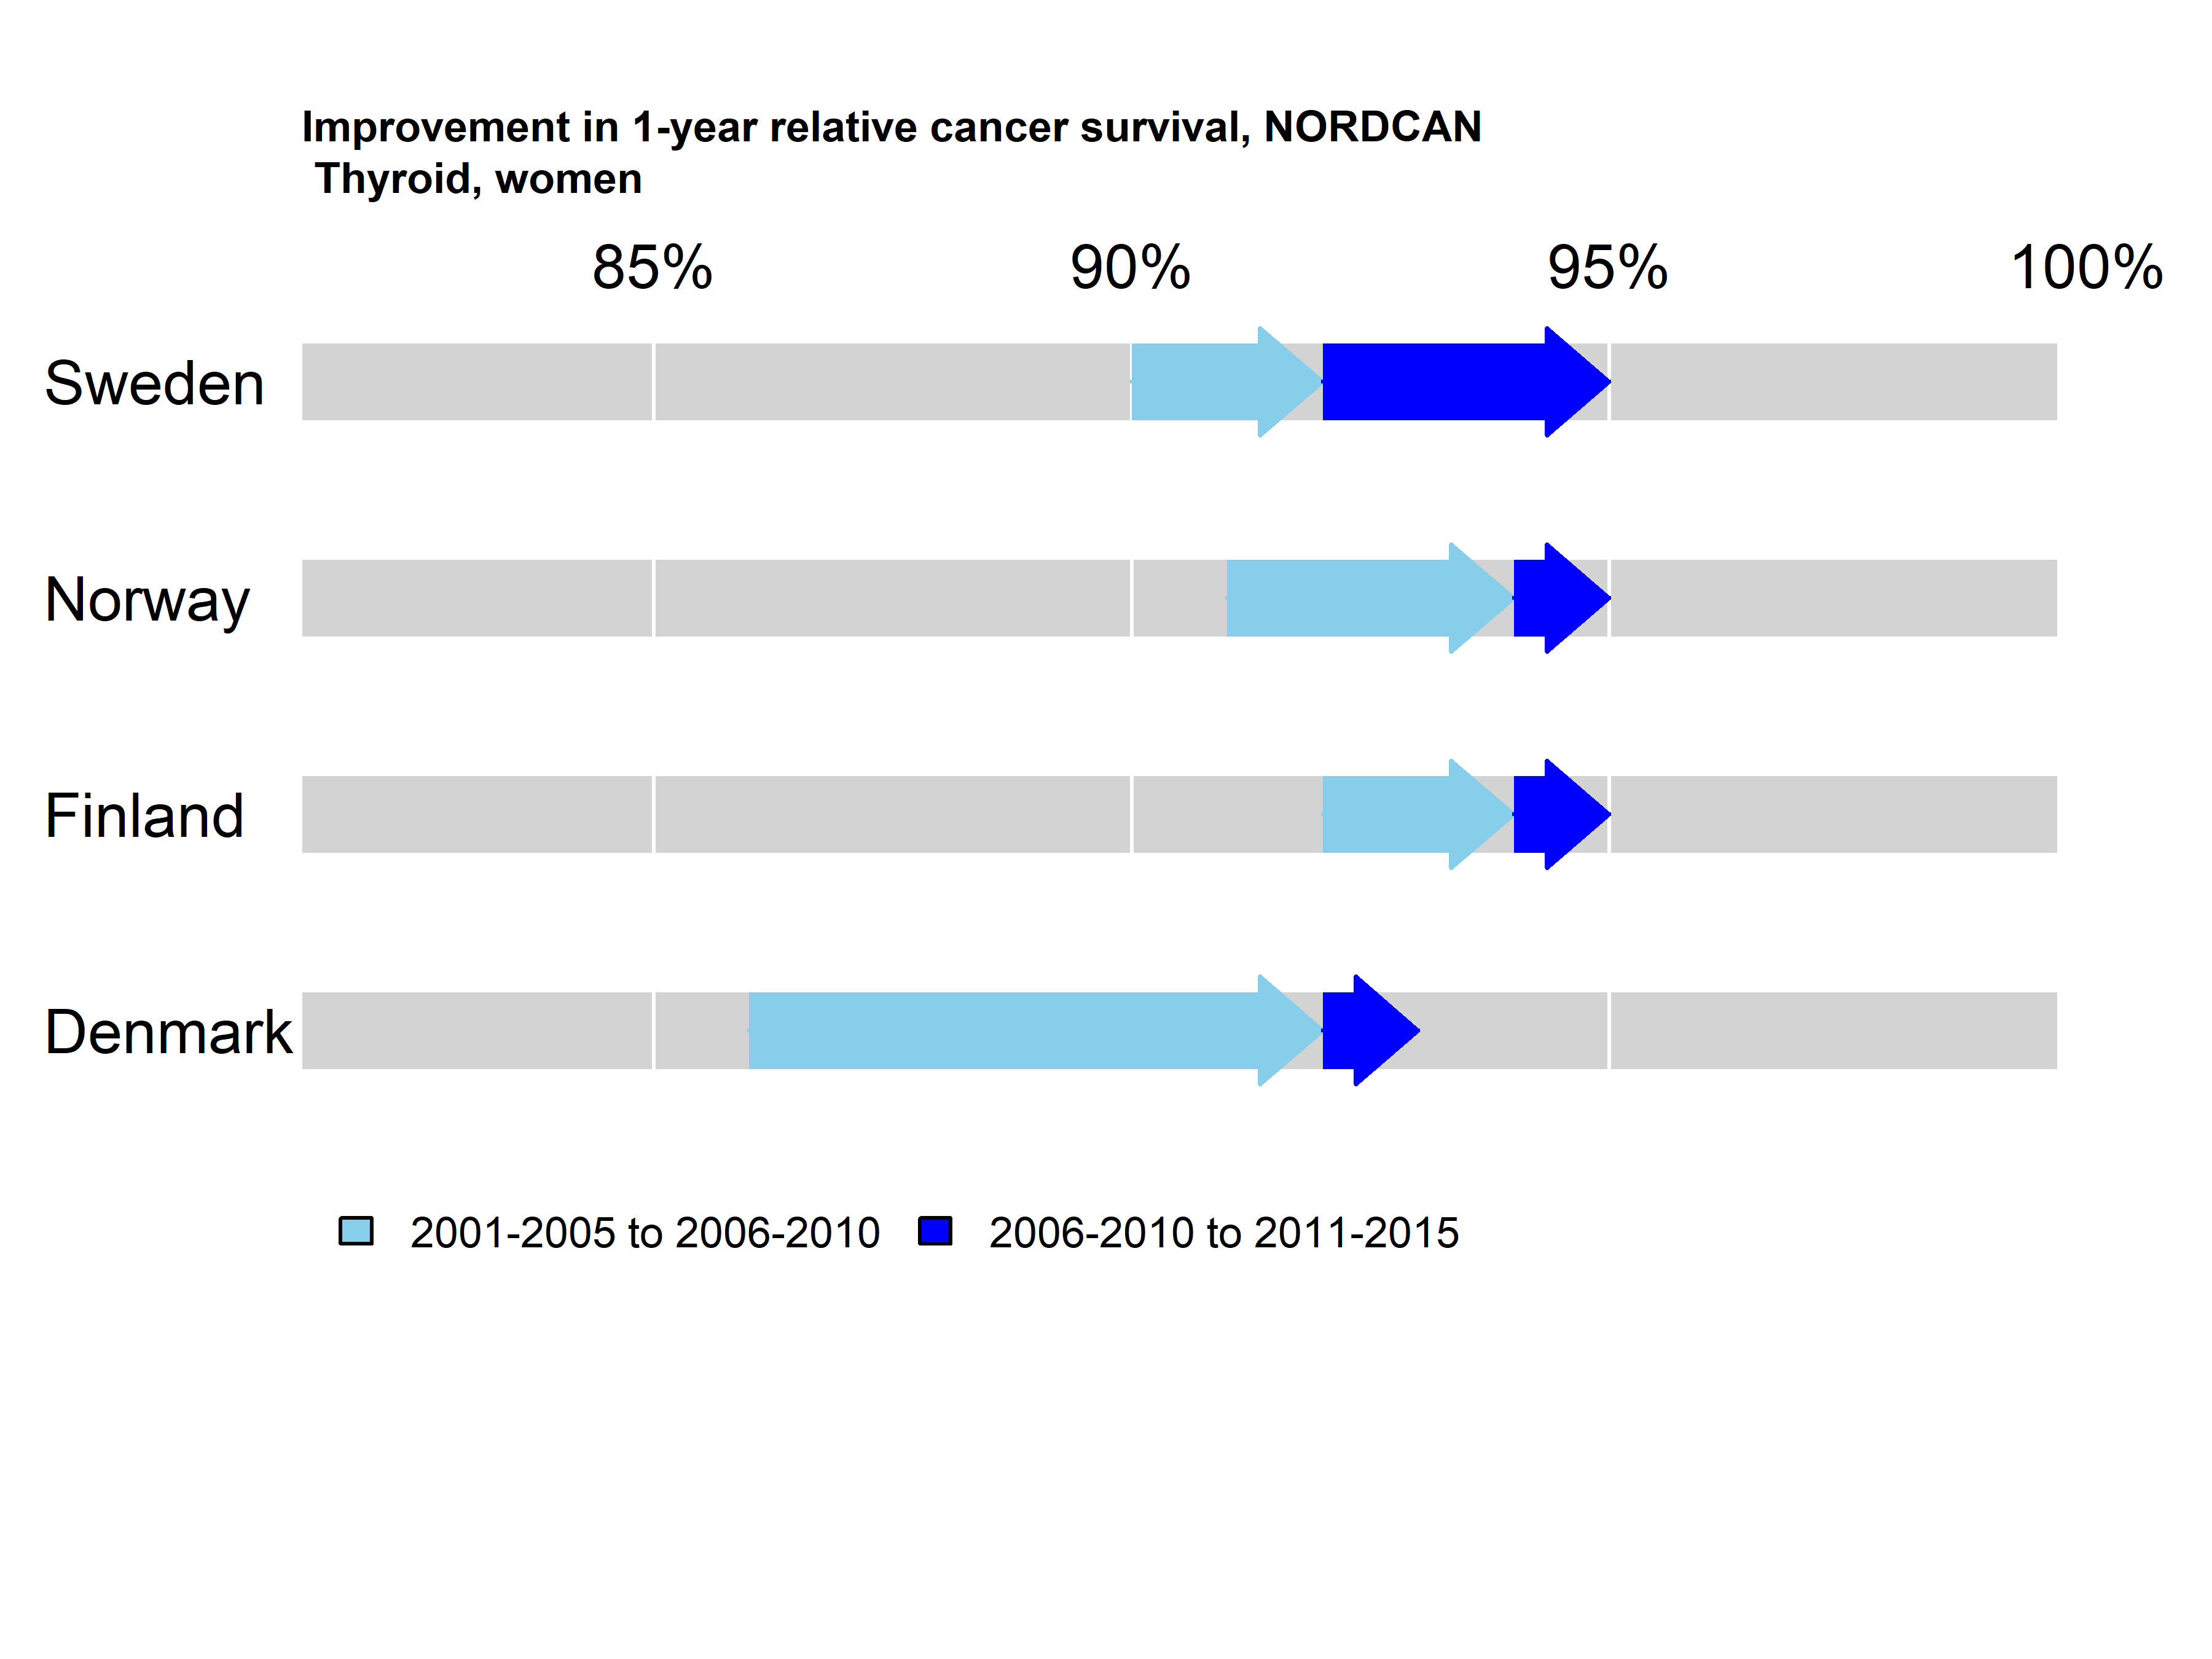 Improvement in 1-year relative cancer survival, NORDCAN
Thyroid, women
85% 90% 95% 100%
Sweden
Norway
Finland
Denmark
2001-2005 to 2006-2010 2006-2010 to 2011-2015